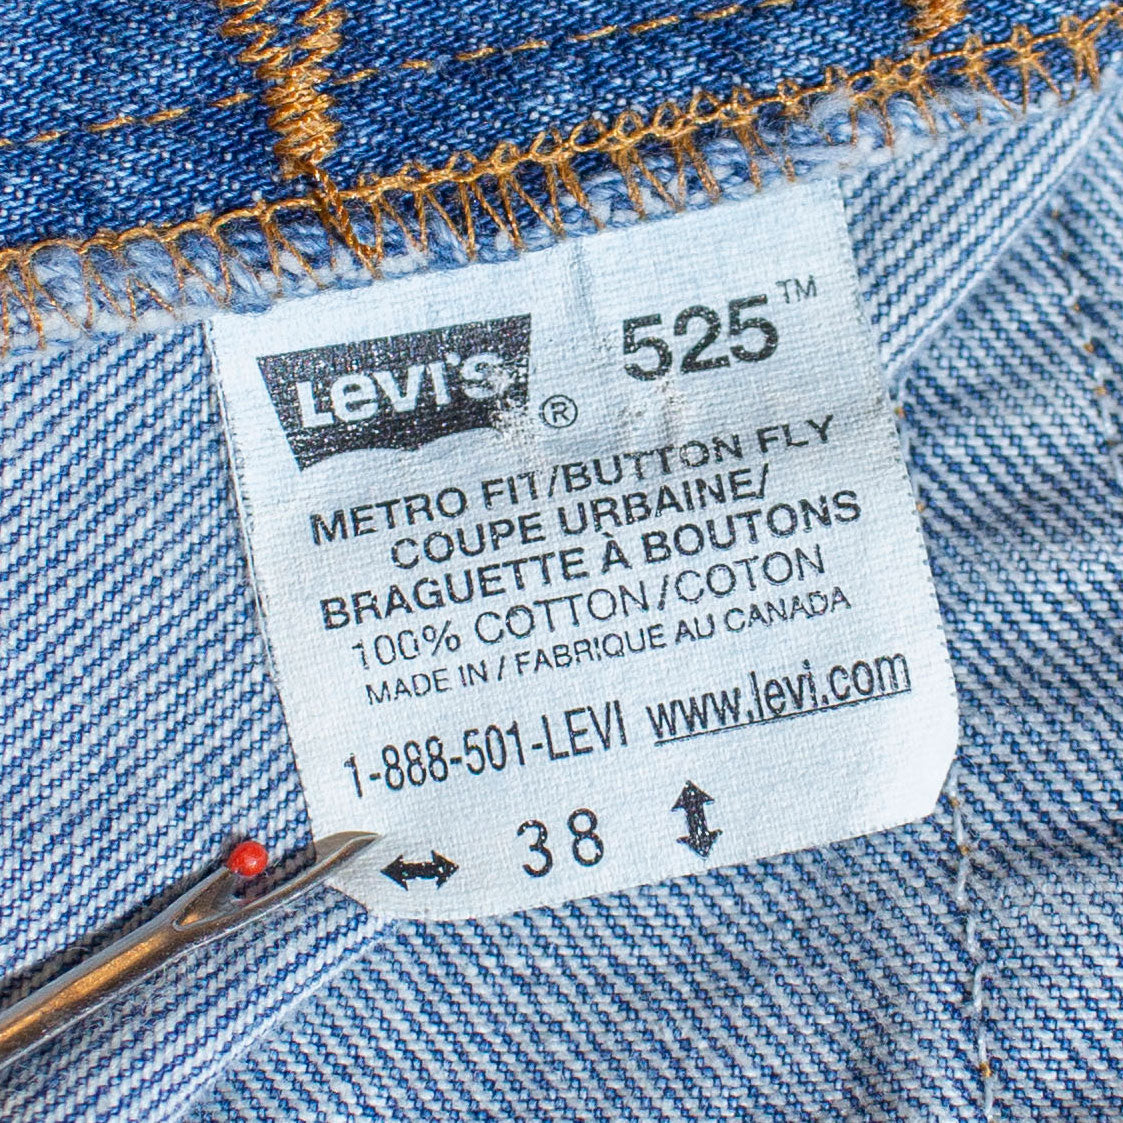 Levi's® 525™
METRO FIT/BUTTON FLY
COUPE URBAINE/
BRAGUETTE À BOUTONS
100% COTTON/COTON
MADE IN / FABRIQUE AU CANADA
1-888-501-LEVI www.levi.com
↔ 38 ↕